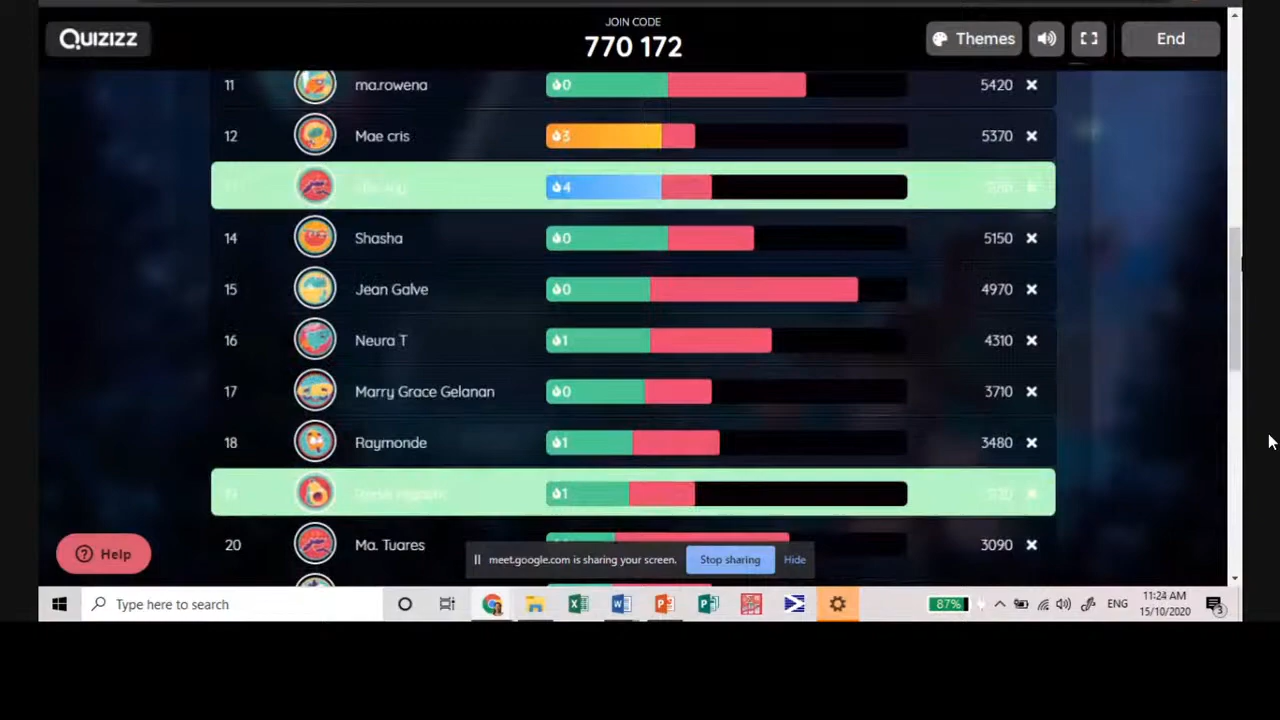 Quizizz
JOIN CODE
770 172
Themes
End
11 ma.rowena 0 5420
12 Mae cris 3 5370
4
14 Shasha 0 5150
15 Jean Galve 0 4970
16 Neura T 1 4310
17 Marry Grace Gelanan 0 3710
18 Raymonde 1 3480
1
20 Ma. Tuares 3090
Help
meet.google.com is sharing your screen.
Stop sharing
Hide
Type here to search
87%
ENG
11:24 AM
15/10/2020
3